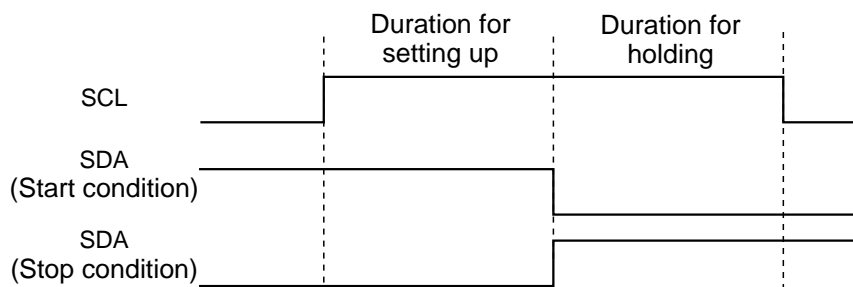 Duration for
setting up
Duration for
holding
SCL
SDA
(Start condition)
SDA
(Stop condition)